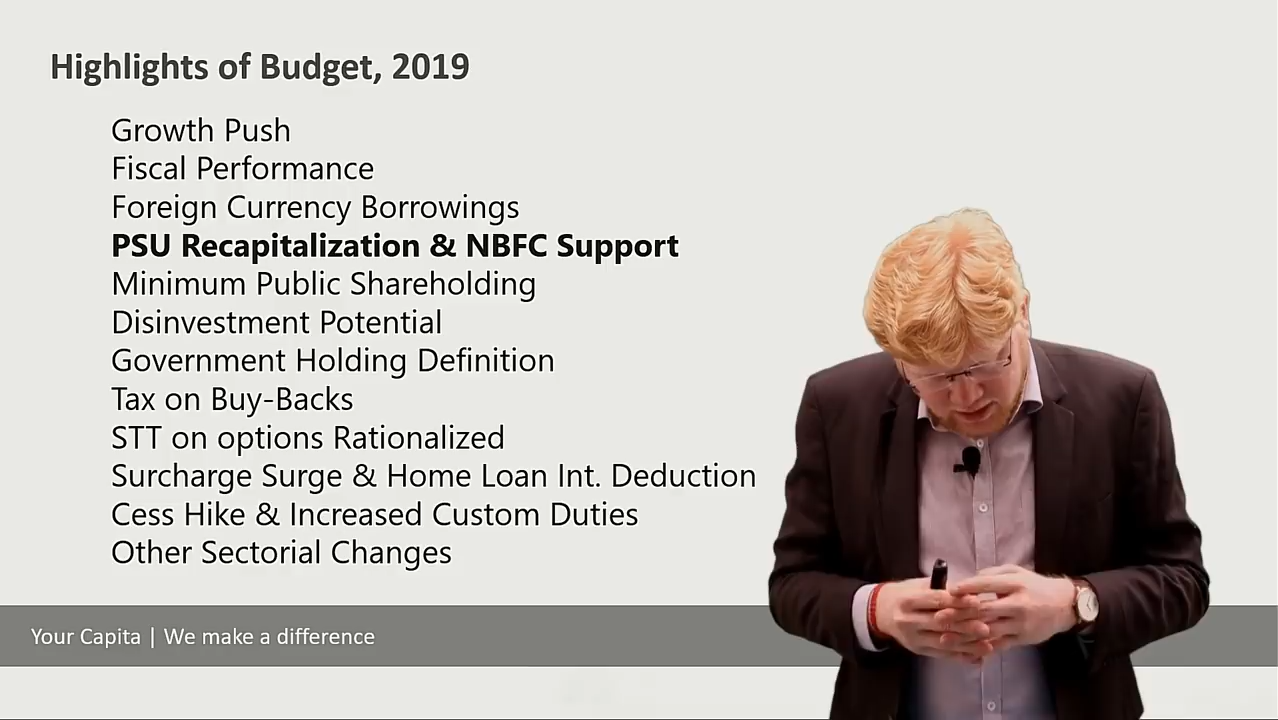 Highlights of Budget, 2019
Growth Push
Fiscal Performance
Foreign Currency Borrowings
PSU Recapitalization & NBFC Support
Minimum Public Shareholding
Disinvestment Potential
Government Holding Definition
Tax on Buy-Backs
STT on options Rationalized
Surcharge Surge & Home Loan Int. Deduction
Cess Hike & Increased Custom Duties
Other Sectorial Changes
Your Capita | We make a difference